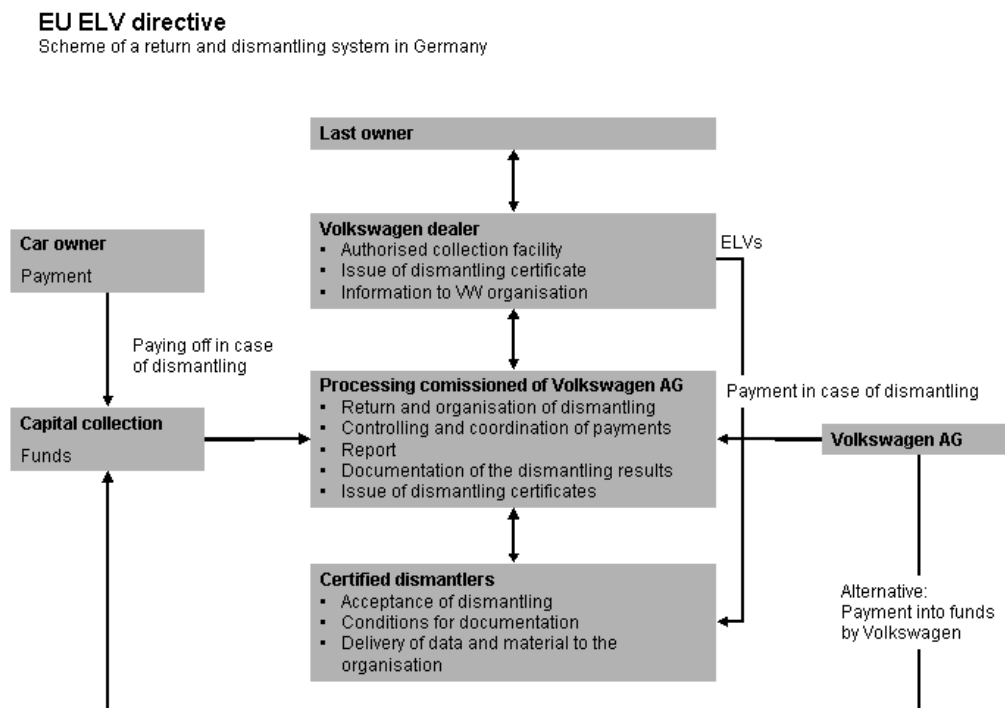 EU ELV directive
Scheme of a return and dismantling system in Germany
Last owner
Volkswagen dealer
▪ Authorised collection facility
▪ Issue of dismantling certificate
▪ Information to VW organisation
ELVs
Car owner
Payment
Paying off in case
of dismantling
Processing comissioned of Volkswagen AG
▪ Return and organisation of dismantling
▪ Controlling and coordination of payments
▪ Report
▪ Documentation of the dismantling results
▪ Issue of dismantling certificates
Payment in case of dismantling
Capital collection
Funds
Volkswagen AG
Certified dismantlers
▪ Acceptance of dismantling
▪ Conditions for documentation
▪ Delivery of data and material to the
organisation
Alternative:
Payment into funds
by Volkswagen